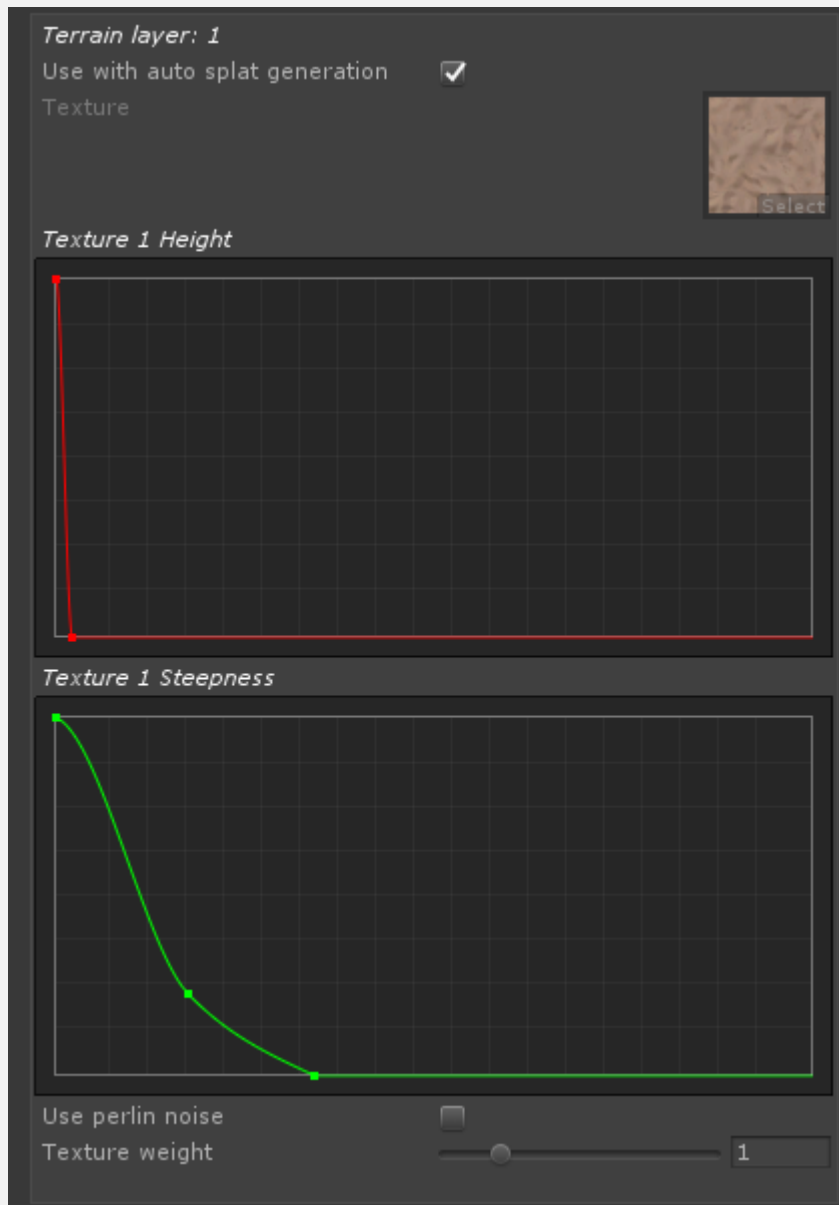 Terrain layer: 1
Use with auto splat generation
Texture
Select
Texture 1 Height
Texture 1 Steepness
Use perlin noise
Texture weight
1